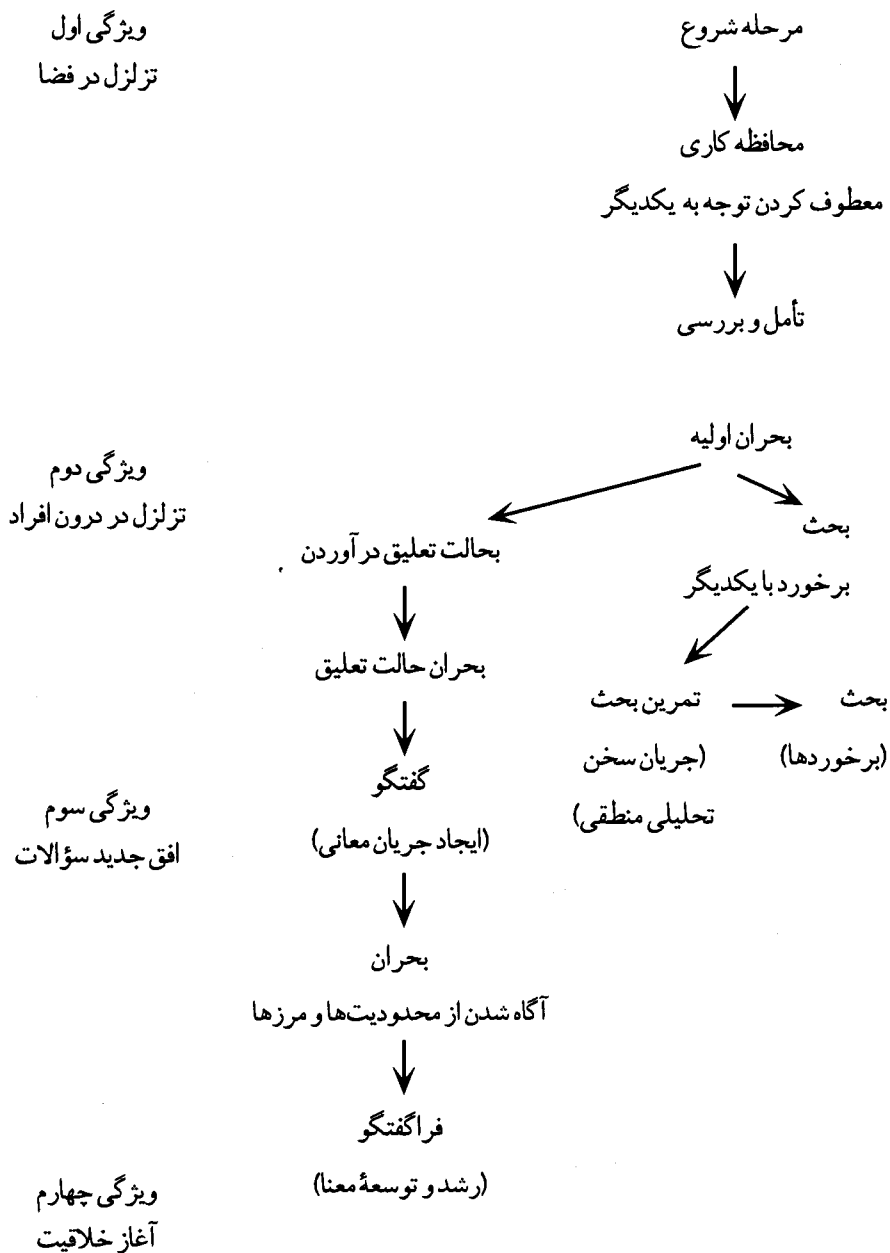 مرحله شروع
ویژگی اول
تزلزل در فضا
محافظه کاری
معطوف کردن توجه به یکدیگر
تأمل و بررسی
بحران اولیه
ویژگی دوم
تزلزل در درون افراد
بحث
برخورد با یکدیگر
بحالت تعلیق در آوردن
بحران حالت تعلیق
بحث
(برخوردها)
تمرین بحث
(جریان سخن
تحلیلی منطقی)
گفتگو
(ایجاد جریان معانی)
ویژگی سوم
افق جدید سؤالات
بحران
آگاه شدن از محدودیت‌ها و مرزها
فراگفتگو
(رشد و توسعهٔ معنا)
ویژگی چهارم
آغاز خلاقیت